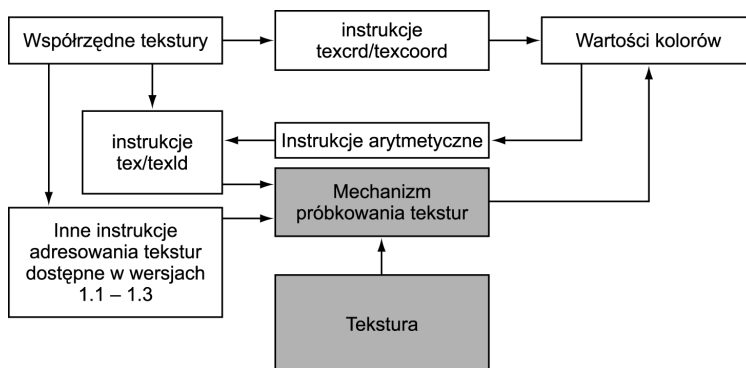 Współrzędne tekstury
instrukcje
texcrd/texcoord
Wartości kolorów
instrukcje
tex/texld
Instrukcje arytmetyczne
Mechanizm
próbkowania tekstur
Inne instrukcje
adresowania tekstur
dostępne w wersjach
1.1 – 1.3
Tekstura